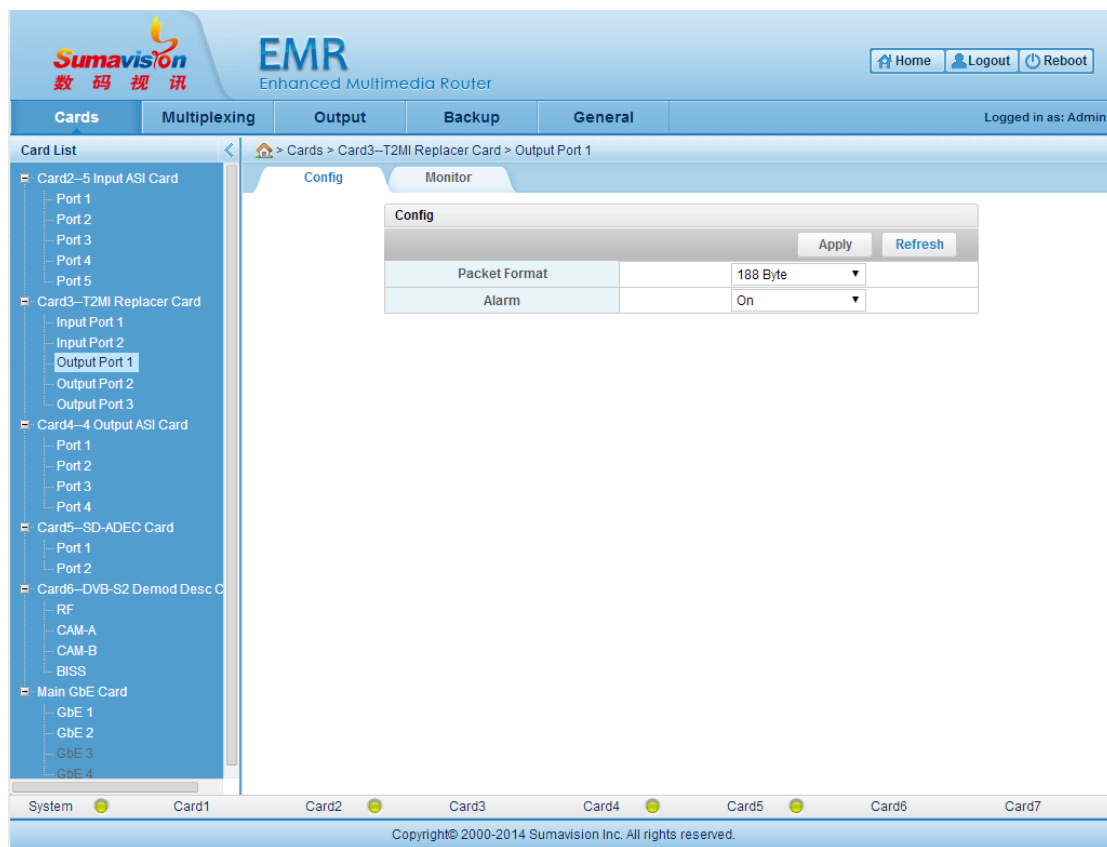 Sumavision
数 码 视 讯
EMR
Enhanced Multimedia Router
Home Logout Reboot
Cards Multiplexing Output Backup General Logged in as: Admin
Card List
> Cards > Card3--T2MI Replacer Card > Output Port 1
Config Monitor
Card2--5 Input ASI Card
Port 1
Port 2
Port 3
Port 4
Port 5
Card3--T2MI Replacer Card
Input Port 1
Input Port 2
Output Port 1
Output Port 2
Output Port 3
Card4--4 Output ASI Card
Port 1
Port 2
Port 3
Port 4
Card5--SD-ADEC Card
Port 1
Port 2
Card6--DVB-S2 Demod Desc C
RF
CAM-A
CAM-B
BISS
Main GbE Card
GbE 1
GbE 2
GbE 3
GbE 4
Config
Apply Refresh
Packet Format 188 Byte
Alarm On
System Card1 Card2 Card3 Card4 Card5 Card6 Card7
Copyright© 2000-2014 Sumavision Inc. All rights reserved.